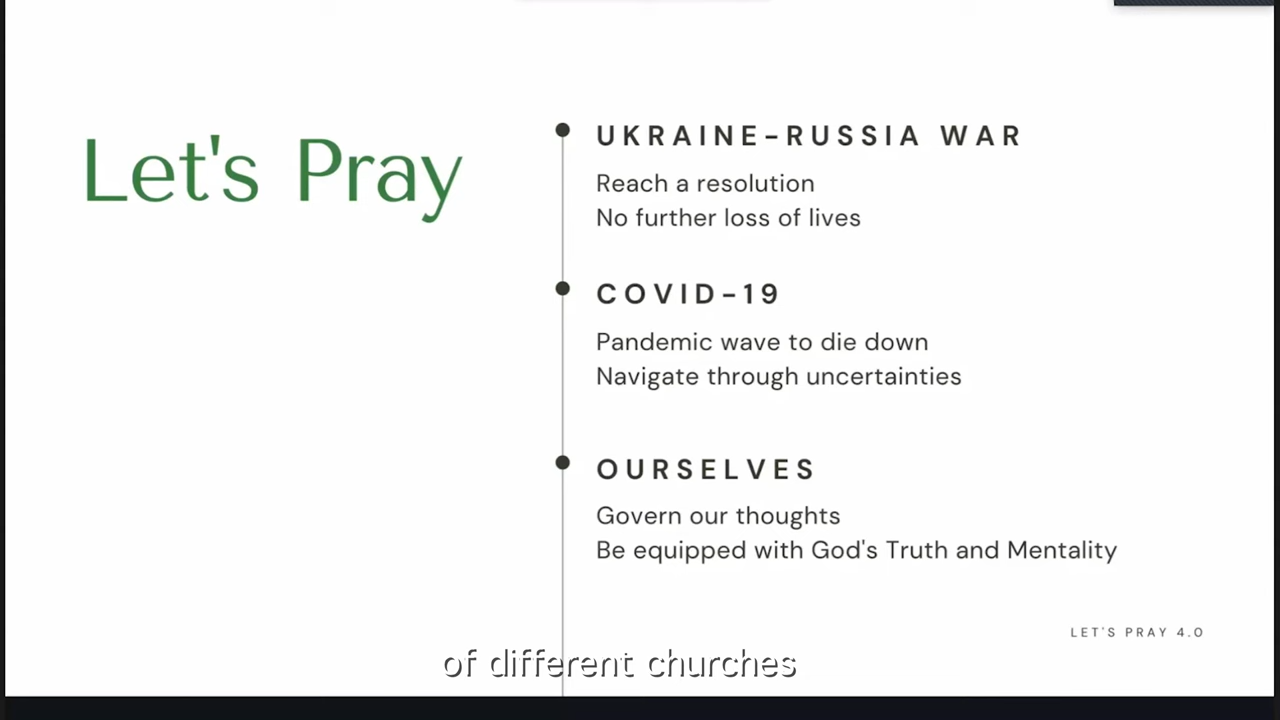 Let's Pray
UKRAINE-RUSSIA WAR
Reach a resolution
No further loss of lives
COVID-19
Pandemic wave to die down
Navigate through uncertainties
OURSELVES
Govern our thoughts
Be equipped with God's Truth and Mentality
LET'S PRAY 4.0
of different churches